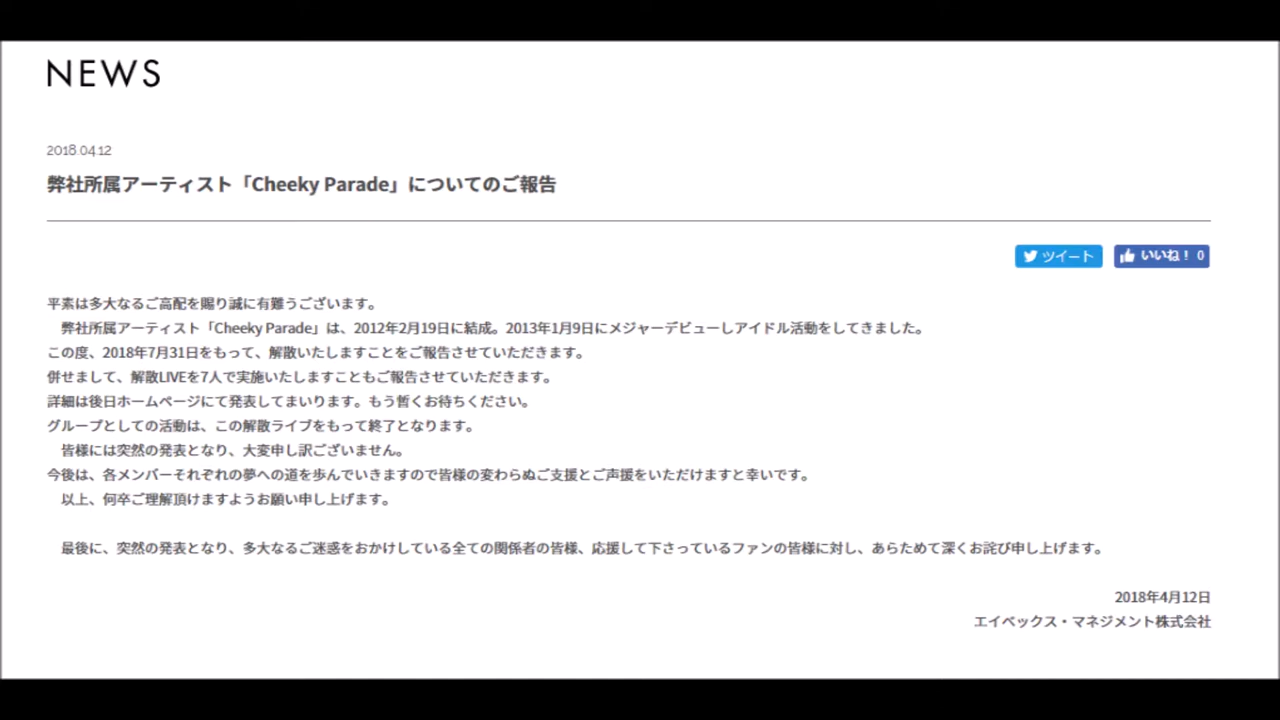 NEWS
2018.04.12
弊社所属アーティスト「Cheeky Parade」についてのご報告
ツイート いいね！ 0
平素は多大なるご高配を賜り誠に有難うございます。
弊社所属アーティスト「Cheeky Parade」は、2012年2月19日に結成。2013年1月9日にメジャーデビューしアイドル活動をしてきました。
この度、2018年7月31日をもって、解散いたしますことをご報告させていただきます。
併せまして、解散LIVEを7人で実施いたしますこともご報告させていただきます。
詳細は後日ホームページにて発表してまいります。もう暫くお待ちください。
グループとしての活動は、この解散ライブをもって終了となります。
皆様には突然の発表となり、大変申し訳ございません。
今後は、各メンバーそれぞれの夢への道を歩んでいきますので皆様の変わらぬご支援とご声援をいただけますと幸いです。
以上、何卒ご理解頂けますようお願い申し上げます。
最後に、突然の発表となり、多大なるご迷惑をおかけしている全ての関係者の皆様、応援して下さっているファンの皆様に対し、あらためて深くお詫び申し上げます。
2018年4月12日
エイベックス・マネジメント株式会社